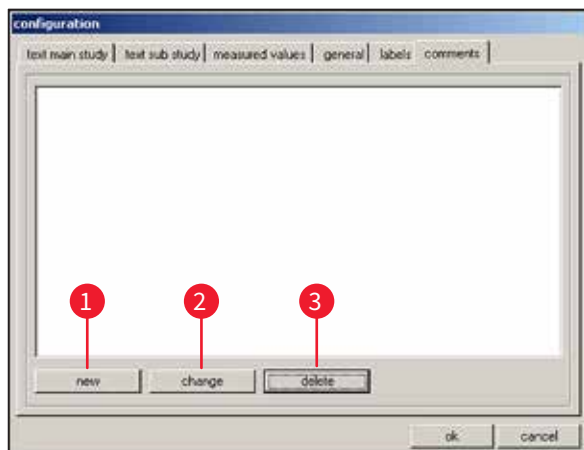 configuration
text main study text sub study measured values general labels comments
1 2 3
new change delete
ok cancel